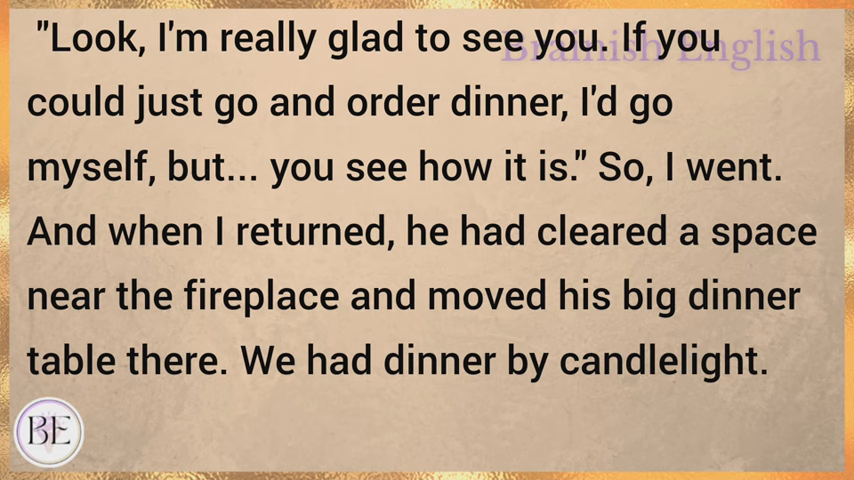 Brainish English
"Look, I'm really glad to see you. If you
could just go and order dinner, I'd go
myself, but... you see how it is." So, I went.
And when I returned, he had cleared a space
near the fireplace and moved his big dinner
table there. We had dinner by candlelight.
BE